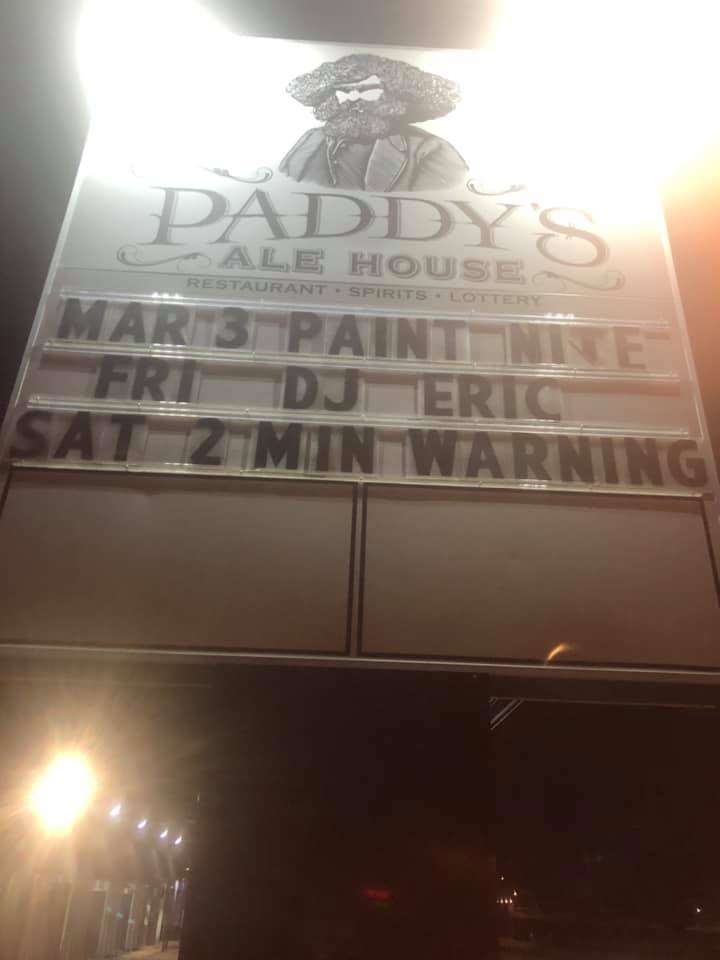 PADDY'S
ALE HOUSE
RESTAURANT • SPIRITS • LOTTERY
MAR 3 PAINT NITE
FRI DJ ERIC
SAT 2 MIN WARNING